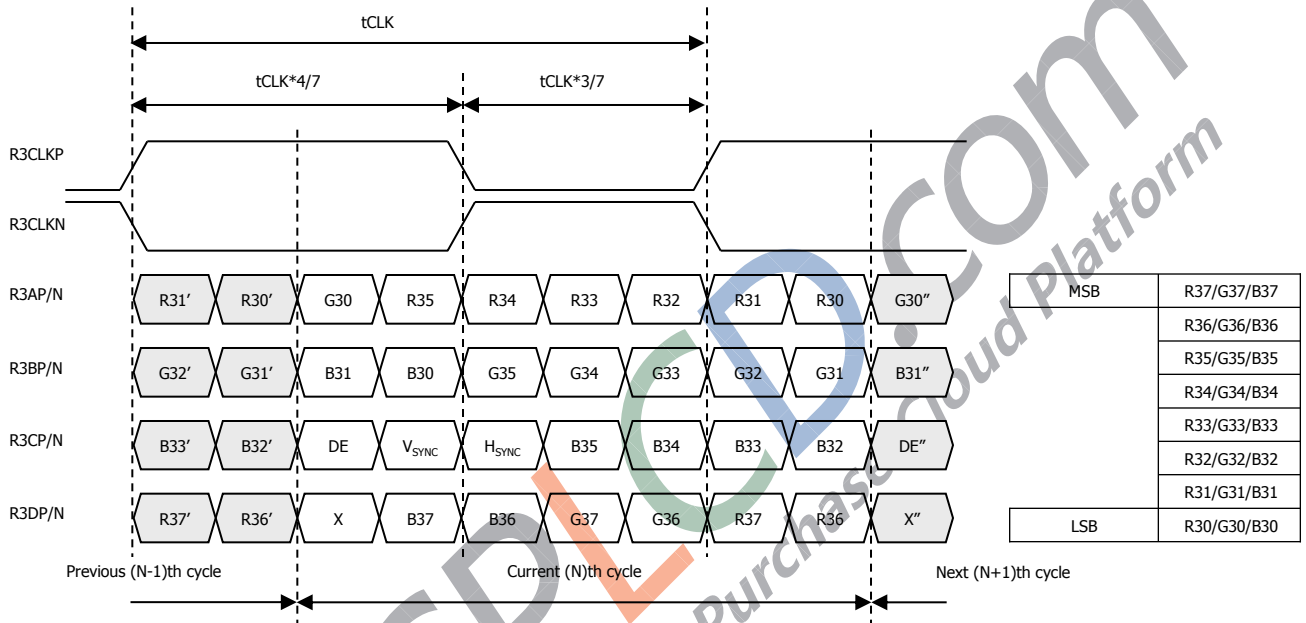 tCLK
tCLK*4/7
tCLK*3/7
R3CLKP
R3CLKN
R3AP/N
R31’ R30’ G30 R35 R34 R33 R32 R31 R30 G30”
R3BP/N
G32’ G31’ B31 B30 G35 G34 G33 G32 G31 B31”
R3CP/N
B33’ B32’ DE VSYNC HSYNC B35 B34 B33 B32 DE”
R3DP/N
R37’ R36’ X B37 B36 G37 G36 R37 R36 X”
Previous (N-1)th cycle
Current (N)th cycle
Next (N+1)th cycle
MSB R37/G37/B37
R36/G36/B36
R35/G35/B35
R34/G34/B34
R33/G33/B33
R32/G32/B32
R31/G31/B31
LSB R30/G30/B30
DLCD.com
Purchase Cloud Platform